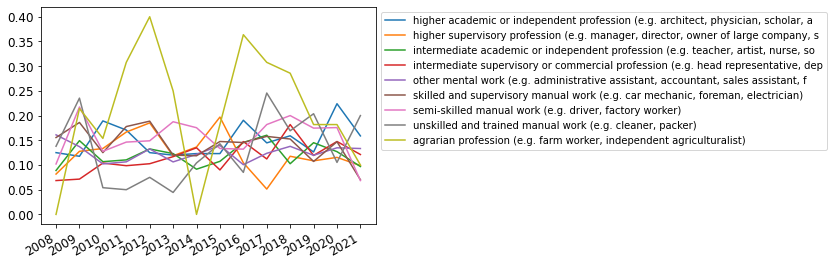 0.40
0.35
0.30
0.25
0.20
0.15
0.10
0.05
0.00
2008
2009
2010
2011
2012
2013
2014
2015
2016
2017
2018
2019
2020
2021
higher academic or independent profession (e.g. architect, physician, scholar, a
higher supervisory profession (e.g. manager, director, owner of large company, s
intermediate academic or independent profession (e.g. teacher, artist, nurse, so
intermediate supervisory or commercial profession (e.g. head representative, dep
other mental work (e.g. administrative assistant, accountant, sales assistant, f
skilled and supervisory manual work (e.g. car mechanic, foreman, electrician)
semi-skilled manual work (e.g. driver, factory worker)
unskilled and trained manual work (e.g. cleaner, packer)
agrarian profession (e.g. farm worker, independent agriculturalist)